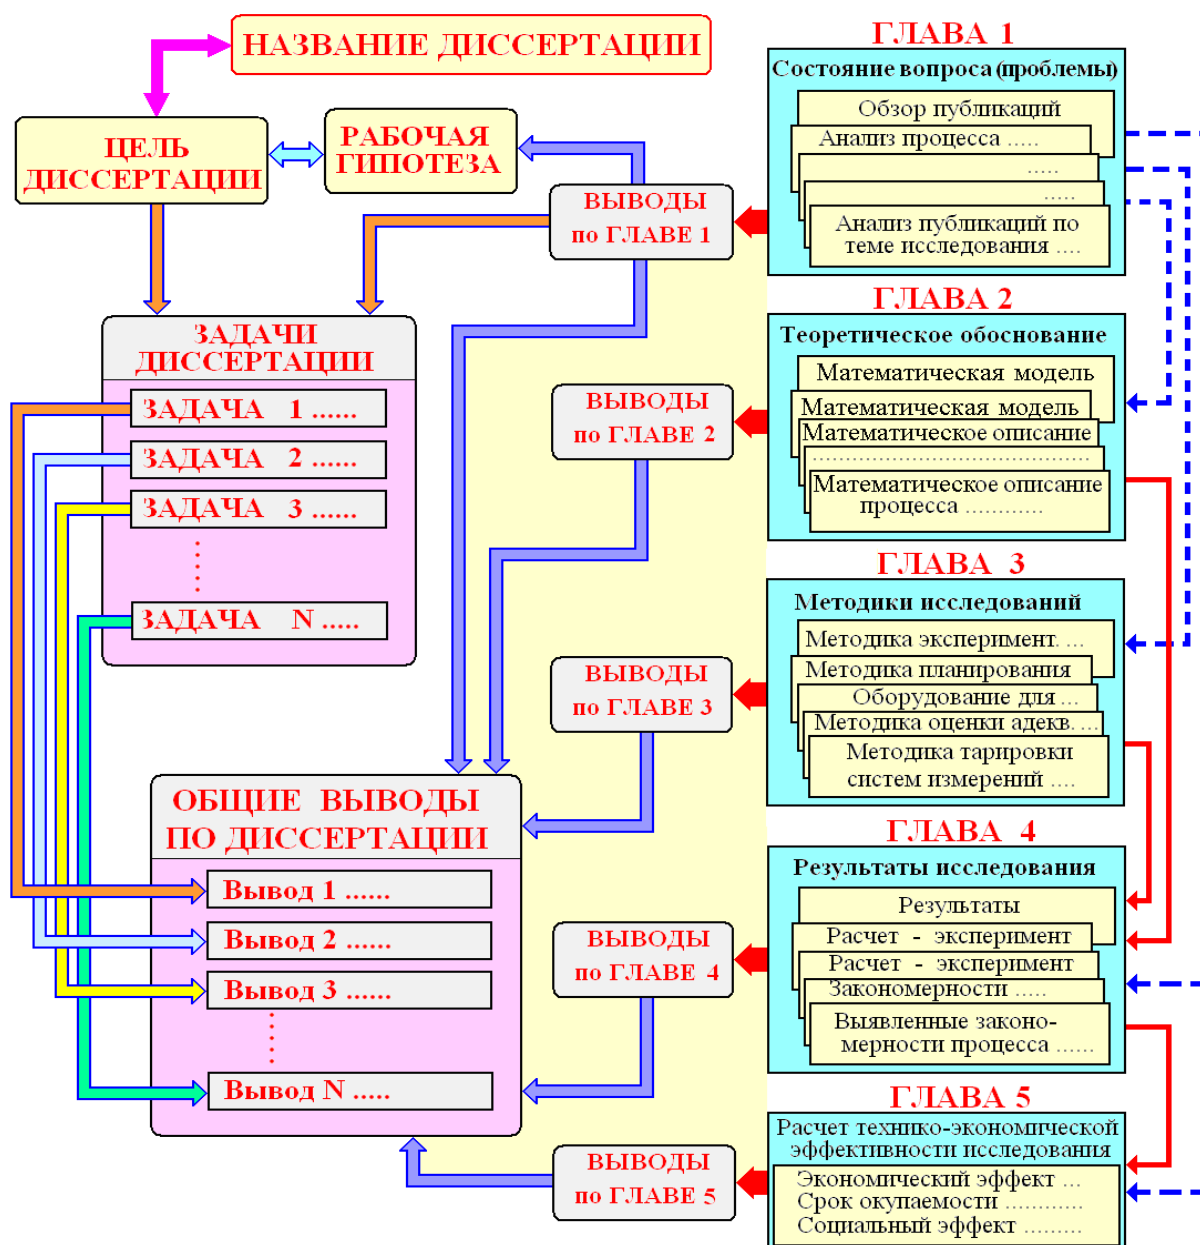 НАЗВАНИЕ ДИССЕРТАЦИИ
ЦЕЛЬ
ДИССЕРТАЦИИ
РАБОЧАЯ
ГИПОТЕЗА
ЗАДАЧИ
ДИССЕРТАЦИИ
ЗАДАЧА 1 ......
ЗАДАЧА 2 ......
ЗАДАЧА 3 ......
......
ЗАДАЧА N .....
ОБЩИЕ ВЫВОДЫ
ПО ДИССЕРТАЦИИ
Вывод 1 ......
Вывод 2 ......
Вывод 3 ......
......
Вывод N .....
ВЫВОДЫ
по ГЛАВЕ 1
ВЫВОДЫ
по ГЛАВЕ 2
ВЫВОДЫ
по ГЛАВЕ 3
ВЫВОДЫ
по ГЛАВЕ 4
ВЫВОДЫ
по ГЛАВЕ 5
ГЛАВА 1
Состояние вопроса (проблемы)
Обзор публикаций
Анализ процесса .....
.....
.....
Анализ публикаций по
теме исследования ....
ГЛАВА 2
Теоретическое обоснование
Математическая модель
Математическая модель
Математическое описание
......................................
Математическое описание
процесса ............
ГЛАВА 3
Методики исследований
Методика эксперимент. ...
Методика планирования
Оборудование для ...
Методика оценки адекв. ...
Методика тарировки
систем измерений ....
ГЛАВА 4
Результаты исследования
Результаты
Расчет - эксперимент
Расчет - эксперимент
Закономерности .....
Выявленные законо-
мерности процесса ......
ГЛАВА 5
Расчет технико-экономической
эффективности исследования
Экономический эффект ...
Срок окупаемости ............
Социальный эффект .........